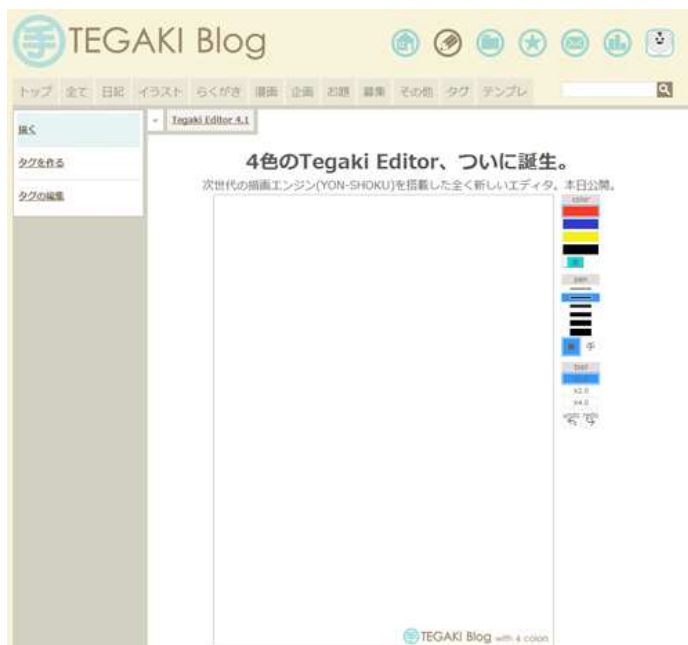 手 TEGAKI Blog
トップ 全て 日記 イラスト らくがき 漫画 企画 お題 募集 その他 タグ テンプレ
描く
タグを作る
タグの編集
Tegaki Editor 4.1
4色のTegaki Editor、ついに誕生。
次世代の描画エンジン(YON-SHOKU)を搭載した全く新しいエディタ。本日公開。
color
pen
手
x2.0
x4.0
undo redo
TEGAKI Blog with 4 colors